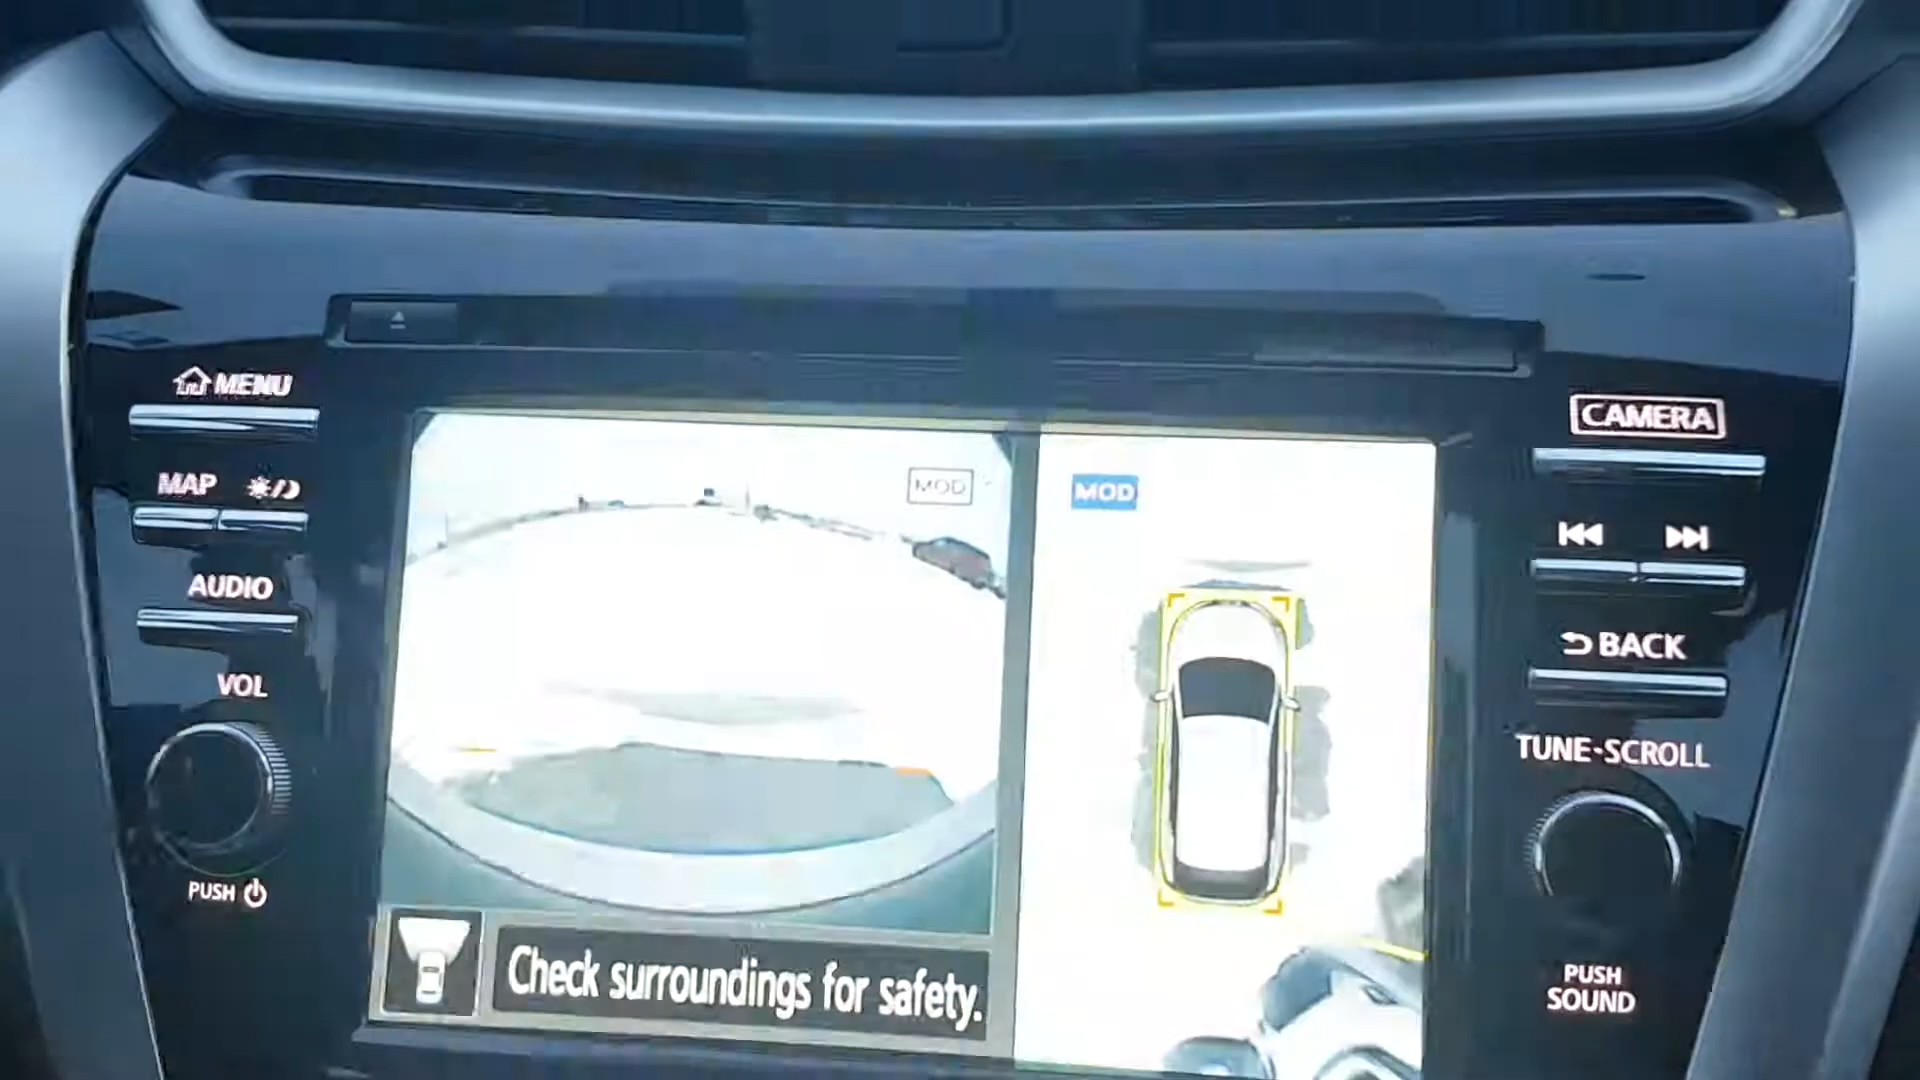 MENU
MAP
AUDIO
VOL
PUSH
MOD
MOD
Check surroundings for safety.
CAMERA
BACK
TUNE·SCROLL
PUSH
SOUND